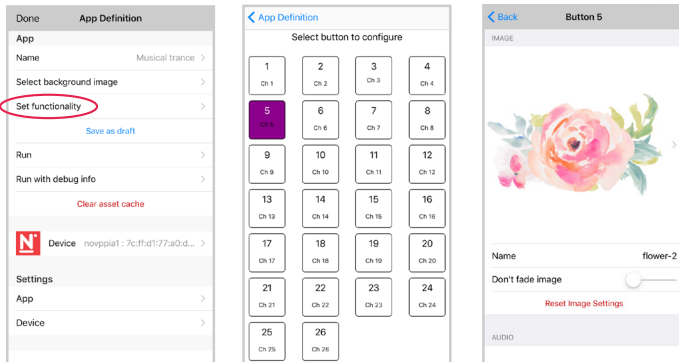 Done App Definition
App
Name Musical trance
Select background image
Set functionality
Save as draft
Run
Run with debug info
Clear asset cache
N Device novppia1 : 7c:ff:d1:77:a0:d...
Settings
App
Device
App Definition
Select button to configure
1 2 3 4
Ch 1 Ch 2 Ch 3 Ch 4
5 6 7 8
Ch 5 Ch 6 Ch 7 Ch 8
9 10 11 12
Ch 9 Ch 10 Ch 11 Ch 12
13 14 15 16
Ch 13 Ch 14 Ch 15 Ch 16
17 18 19 20
Ch 17 Ch 18 Ch 19 Ch 20
21 22 23 24
Ch 21 Ch 22 Ch 23 Ch 24
25 26
Ch 25 Ch 26
Back Button 5
IMAGE
Name flower-2
Don't fade image
Reset Image Settings
AUDIO